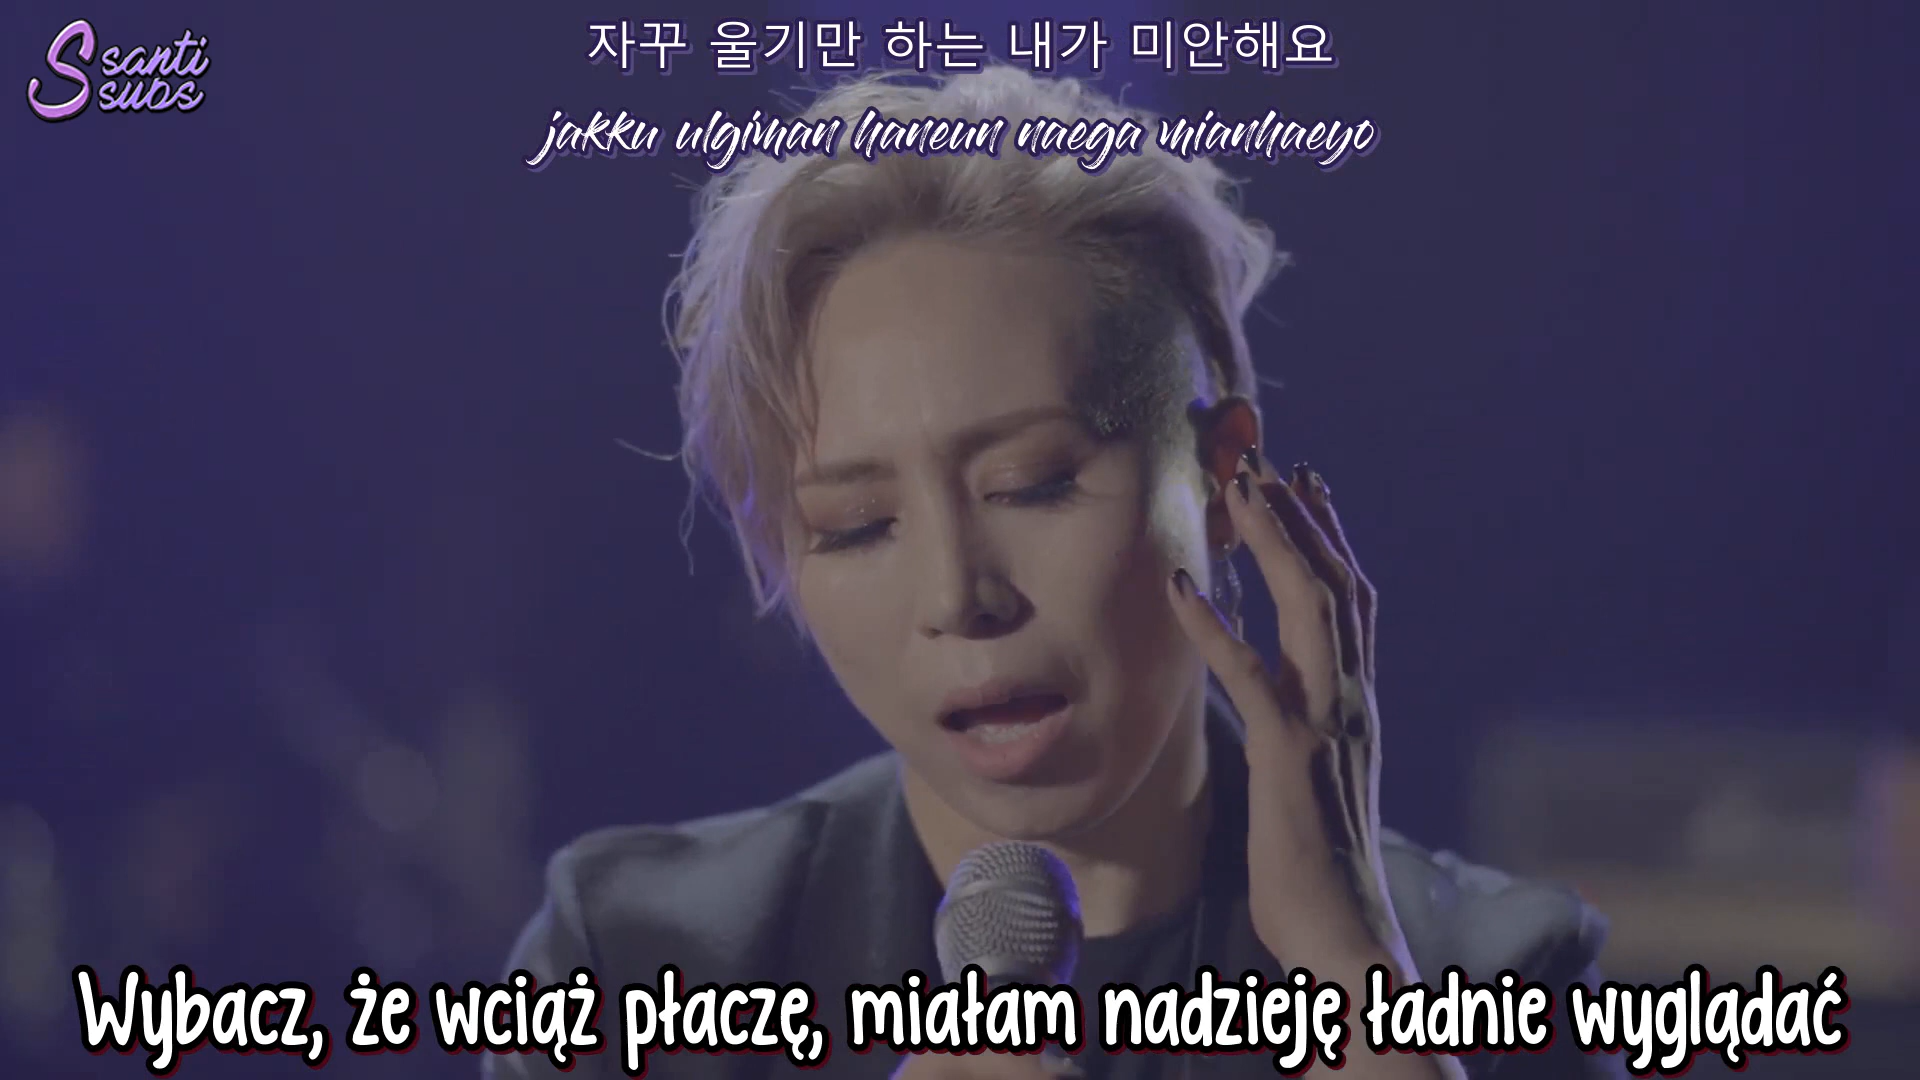 Ssanti
subs
자꾸 울기만 하는 내가 미안해요
jakku ulgiman haneun naega mianhaeyo
Wybacz, że wciąż płaczę, miałam nadzieję ładnie wyglądać